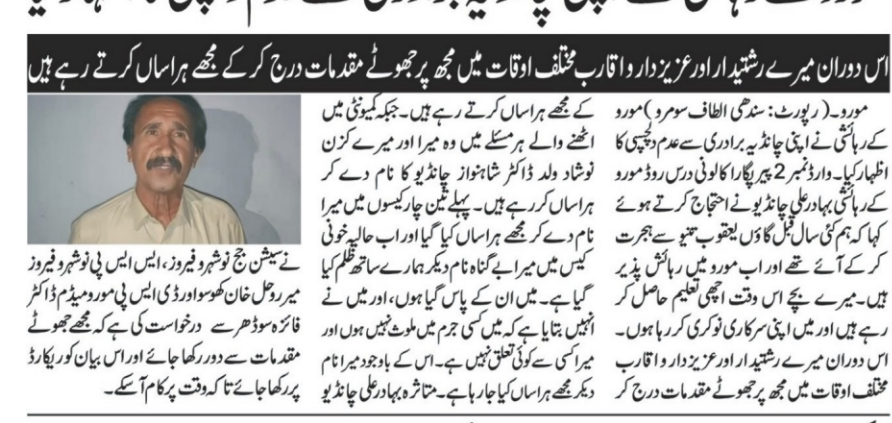 اس دوران میرے رشتیدار اور عزیزدار و اقارب مختلف اوقات میں مجھ پر جھوٹے مقدمات درج کر کے مجھے ہراساں کرتے رہے ہیں
مورو۔(رپورٹ: سندھی الطاف سومرو) مورو
کے رہائشی نے اپنی چانڈیہ برادری سے عدم دلچسپی کا
اظہار کیا۔ وارڈ نمبر 2 پیر پگارا کالونی درس روڈ مورو
کے رہائشی بہادر علی چانڈیو نے احتجاج کرتے ہوئے
کہا کہ ہم کئی سال قبل گاؤں یعقوب تنیو سے ہجرت
کر کے آئے تھے اور اب مورو میں رہائش پذیر
ہیں۔ میرے بچے اس وقت اچھی تعلیم حاصل کر
رہے ہیں اور میں اپنی سرکاری نوکری کر رہا ہوں۔
اس دوران میرے رشتیدار اور عزیزدار و اقارب
مختلف اوقات میں مجھ پر جھوٹے مقدمات درج کر
کے مجھے ہراساں کرتے رہے ہیں۔ جبکہ کمیونٹی میں
اٹھنے والے ہر مسئلے میں وہ میرا اور میرے کزن
نوشاد ولد ڈاکٹر شاہنواز چانڈیو کا نام دے کر
ہراساں کر رہے ہیں۔ پہلے تین چار کیسوں میں میرا
نام دے کر مجھے ہراساں کیا گیا اور اب حالیہ خونی
کیس میں میرا بے گناہ نام دیکر ہمارے ساتھ ظلم کیا
گیا ہے۔ میں ان کے پاس گیا ہوں، اور میں نے
انہیں بتایا ہے کہ میں کسی جرم میں ملوث نہیں ہوں اور
میرا کسی سے کوئی تعلق نہیں ہے۔ اس کے باوجود میرا نام
دیکر مجھے ہراساں کیا جا رہا ہے۔ متاثرہ بہادر علی چانڈیو
نے سیشن جج نوشہرو فیروز، ایس ایس پی نوشہرو فیروز
میر روحل خان کھوسو اور ڈی ایس پی مورو میڈم ڈاکٹر
فائزہ سوڈھر سے درخواست کی ہے کہ مجھے جھوٹے
مقدمات سے دور رکھا جائے اور اس بیان کو ریکارڈ
پر رکھا جائے تاکہ وقت پر کام آ سکے۔